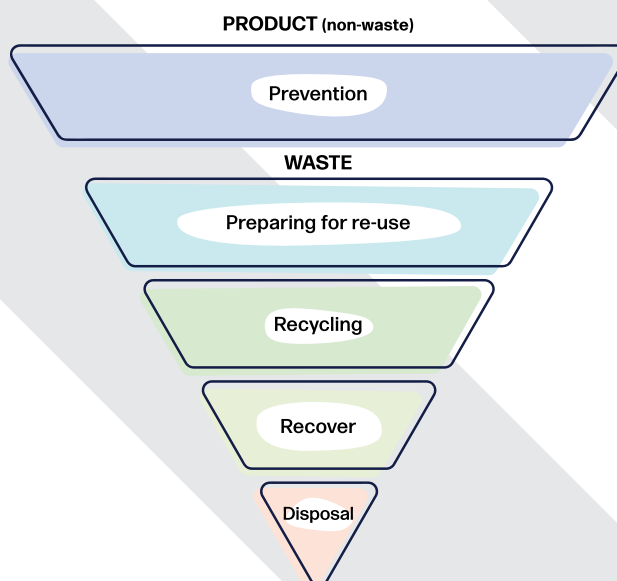 PRODUCT (non-waste)
Prevention
WASTE
Preparing for re-use
Recycling
Recover
Disposal